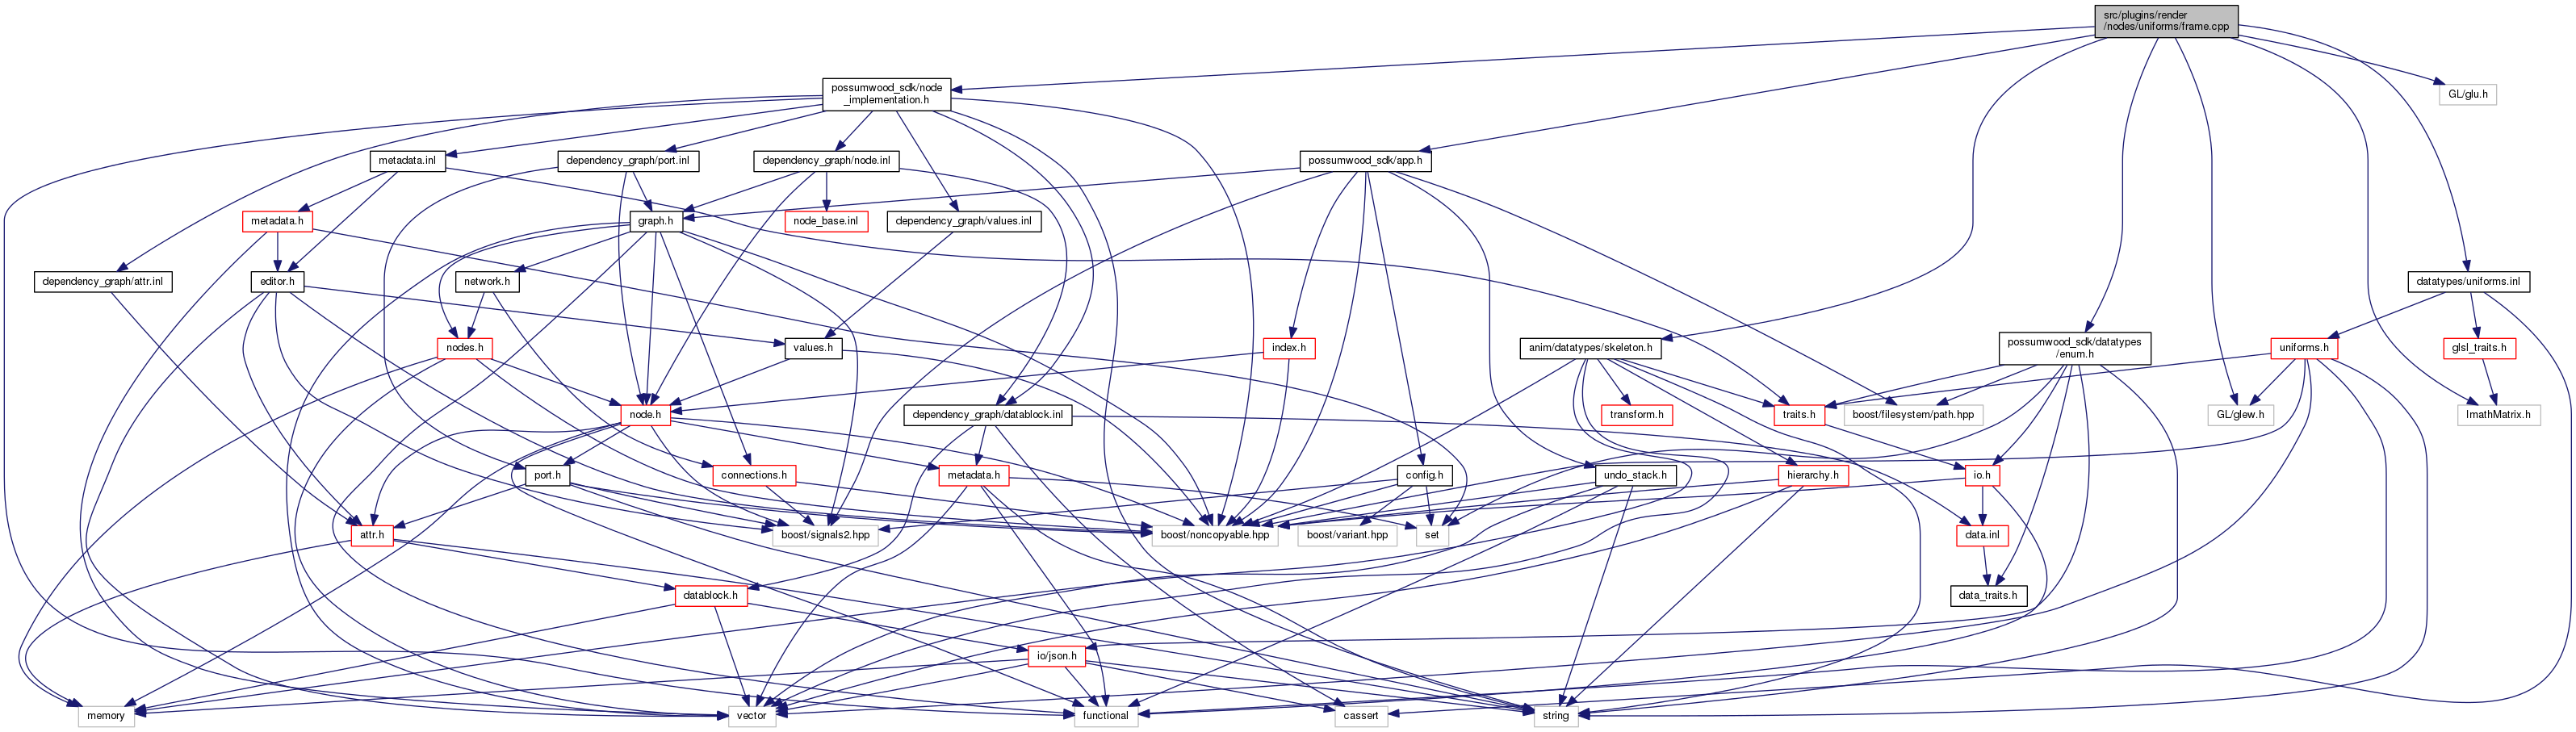 src/plugins/render
/nodes/uniforms/frame.cpp
possumwood_sdk/node
_implementation.h
GL/glu.h
metadata.inl
dependency_graph/port.inl
dependency_graph/node.inl
possumwood_sdk/app.h
metadata.h
graph.h
node_base.inl
dependency_graph/values.inl
dependency_graph/attr.inl
editor.h
network.h
datatypes/uniforms.inl
nodes.h
values.h
index.h
anim/datatypes/skeleton.h
possumwood_sdk/datatypes
/enum.h
uniforms.h
glsl_traits.h
node.h
dependency_graph/datablock.inl
transform.h
traits.h
boost/filesystem/path.hpp
GL/glew.h
ImathMatrix.h
port.h
connections.h
metadata.h
config.h
undo_stack.h
hierarchy.h
io.h
attr.h
boost/signals2.hpp
boost/noncopyable.hpp
boost/variant.hpp
set
data.inl
datablock.h
data_traits.h
io/json.h
memory
vector
functional
cassert
string